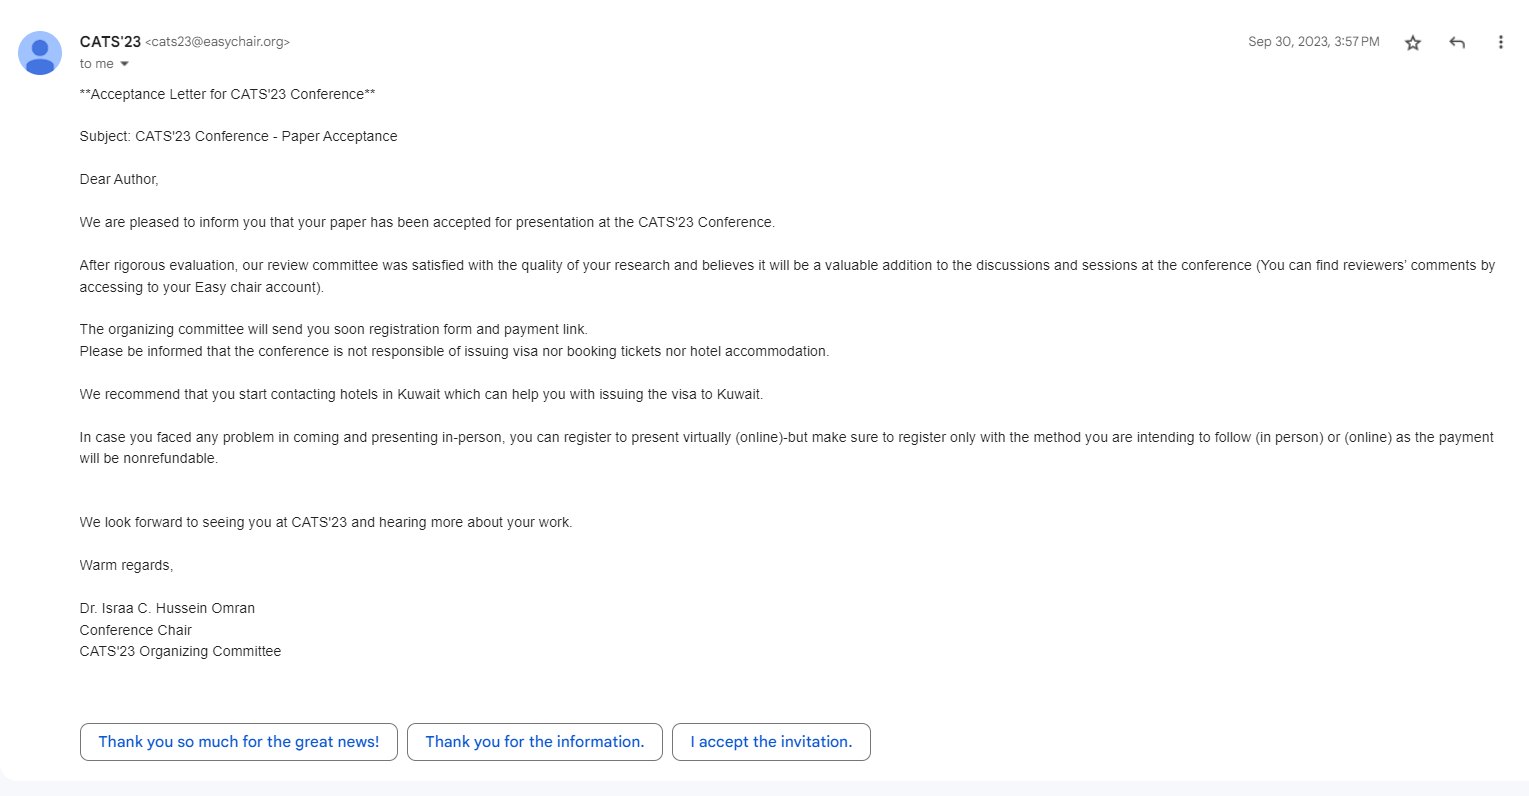 CATS'23 <cats23@easychair.org>
Sep 30, 2023, 3:57 PM
to me
**Acceptance Letter for CATS'23 Conference**
Subject: CATS'23 Conference - Paper Acceptance
Dear Author,
We are pleased to inform you that your paper has been accepted for presentation at the CATS'23 Conference.
After rigorous evaluation, our review committee was satisfied with the quality of your research and believes it will be a valuable addition to the discussions and sessions at the conference (You can find reviewers’ comments by
accessing to your Easy chair account).
The organizing committee will send you soon registration form and payment link.
Please be informed that the conference is not responsible of issuing visa nor booking tickets nor hotel accommodation.
We recommend that you start contacting hotels in Kuwait which can help you with issuing the visa to Kuwait.
In case you faced any problem in coming and presenting in-person, you can register to present virtually (online)-but make sure to register only with the method you are intending to follow (in person) or (online) as the payment
will be nonrefundable.
We look forward to seeing you at CATS'23 and hearing more about your work.
Warm regards,
Dr. Israa C. Hussein Omran
Conference Chair
CATS'23 Organizing Committee
Thank you so much for the great news!
Thank you for the information.
I accept the invitation.